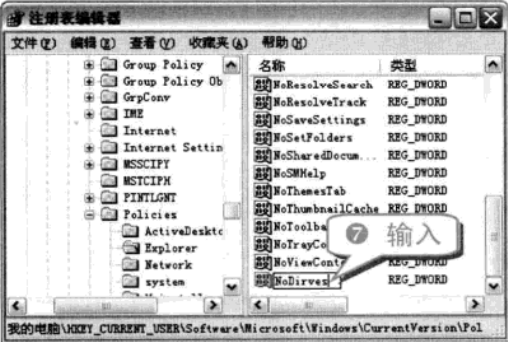 注册表编辑器
文件(F) 编辑(E) 查看(V) 收藏夹(A) 帮助(H)
Group Policy
Group Policy Ob
GrpConv
IME
Internet
Internet Settin
MSSCIPY
MSTCIPH
PINTLGNT
Policies
ActiveDeskto
Explorer
Network
system
名称 类型
NoResolveSearch REG_DWORD
NoResolveTrack REG_DWORD
NoSaveSettings REG_DWORD
NoSetFolders REG_DWORD
NoSharedDocum... REG_DWORD
NoSMHelp REG_DWORD
NoThemesTab REG_DWORD
NoThumbnailCache REG_DWORD
NoToolba
NoTrayCo
NoViewCont REG_DWORD
NoDirves REG_DWORD
7 输入
我的电脑\HKEY_CURRENT_USER\Software\Microsoft\Windows\CurrentVersion\Pol